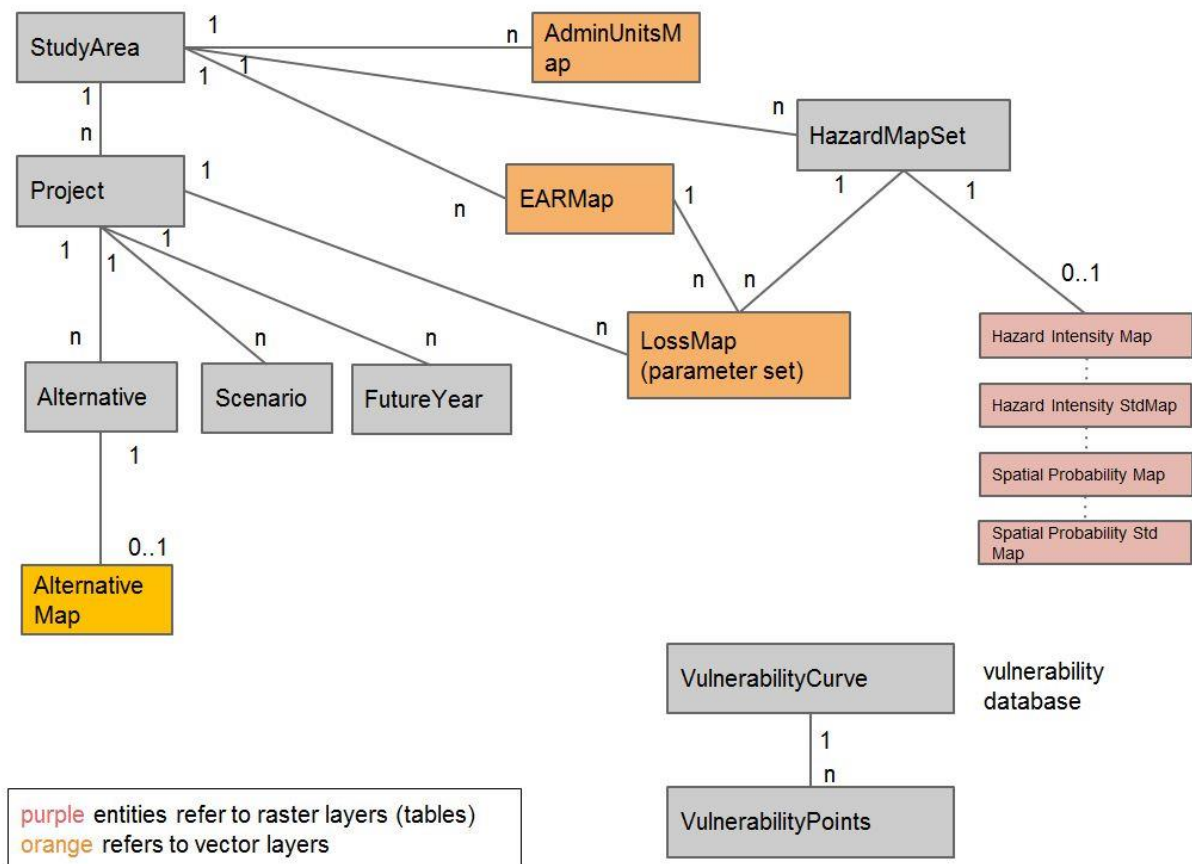 StudyArea
1
n
AdminUnitsM
ap
1
1
1
n
n
HazardMapSet
Project
1
EARMap
1
1
1
n
1
1
1
n
n
0..1
n
n
n
n
LossMap
(parameter set)
Hazard Intensity Map
Alternative
Scenario
FutureYear
Hazard Intensity StdMap
1
Spatial Probability Map
0..1
Spatial Probability Std
Map
Alternative
Map
VulnerabilityCurve
vulnerability
database
1
n
VulnerabilityPoints
purple entities refer to raster layers (tables)
orange refers to vector layers